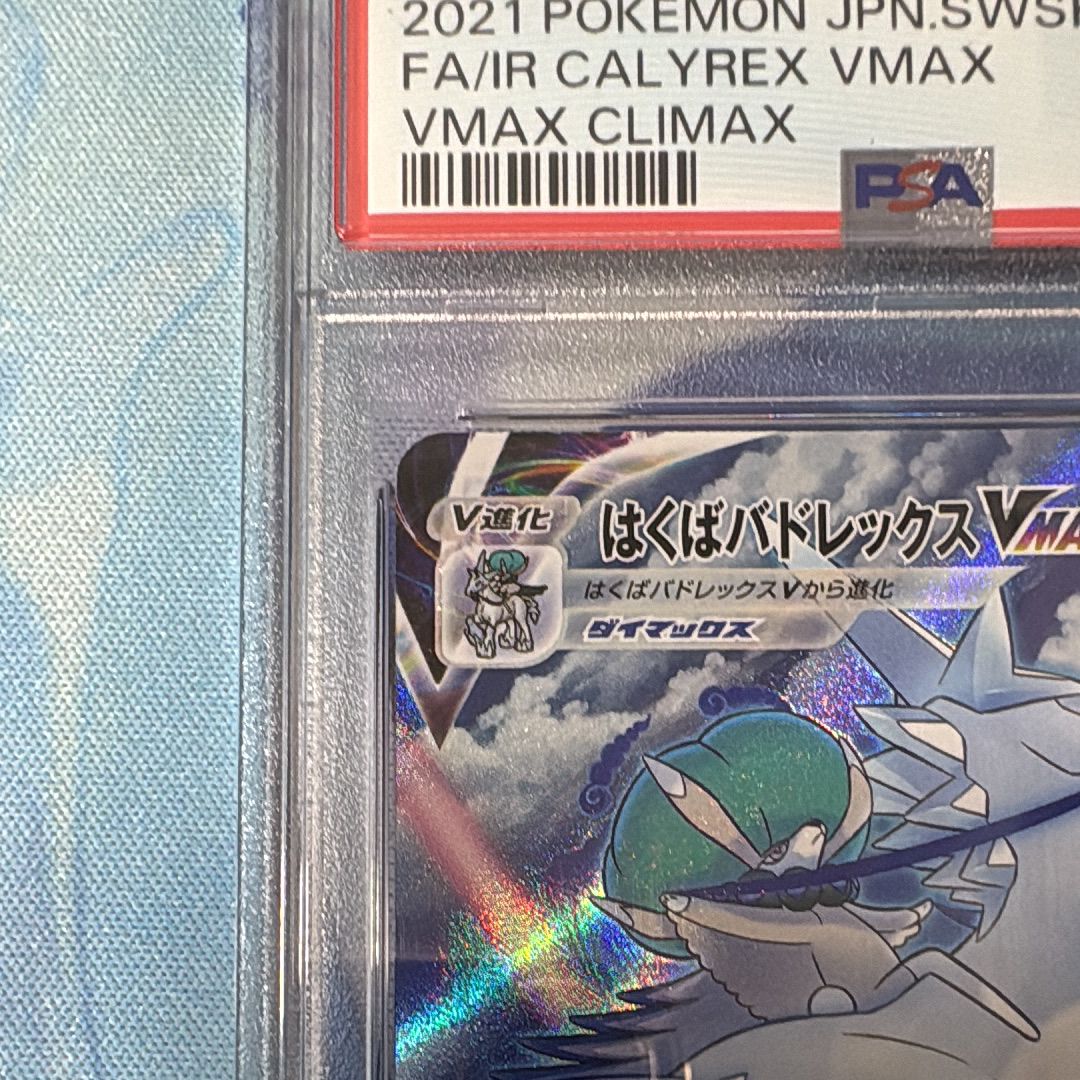 2021 POKEMON JPN.SWSH
FA/IR CALYREX VMAX
VMAX CLIMAX
PSA
V進化
はくばバドレックスVMA
はくばバドレックスVから進化
ダイマックス